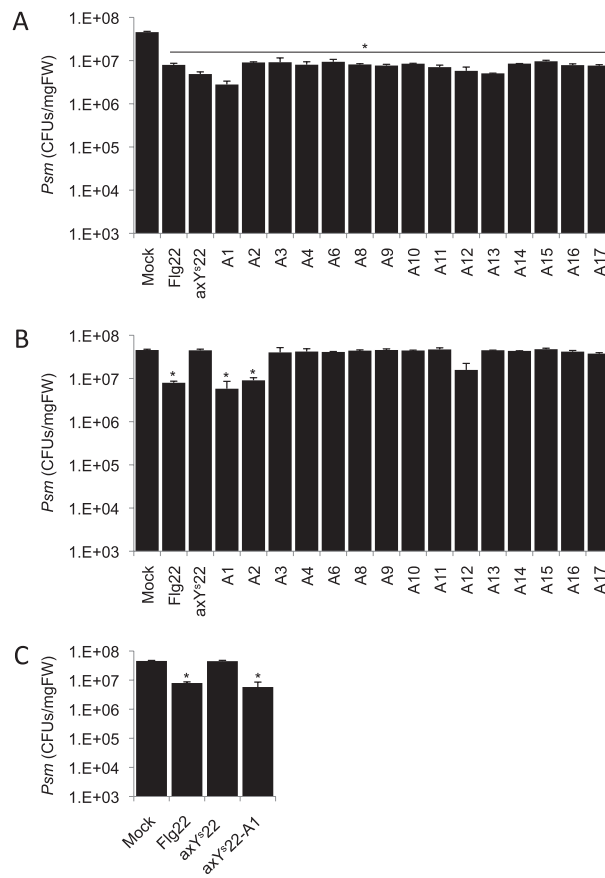 A
Psm (CFUs/mgFW)
1.E+08
1.E+07
1.E+06
1.E+05
1.E+04
1.E+03
*
Mock
Flg22
axYˢ22
A1
A2
A3
A4
A6
A8
A9
A10
A11
A12
A13
A14
A15
A16
A17
B
Psm (CFUs/mgFW)
1.E+08
1.E+07
1.E+06
1.E+05
1.E+04
1.E+03
*
*
*
Mock
Flg22
axYˢ22
A1
A2
A3
A4
A6
A8
A9
A10
A11
A12
A13
A14
A15
A16
A17
C
Psm (CFUs/mgFW)
1.E+08
1.E+07
1.E+06
1.E+05
1.E+04
1.E+03
*
*
Mock
Flg22
axYˢ22
axYˢ22-A1